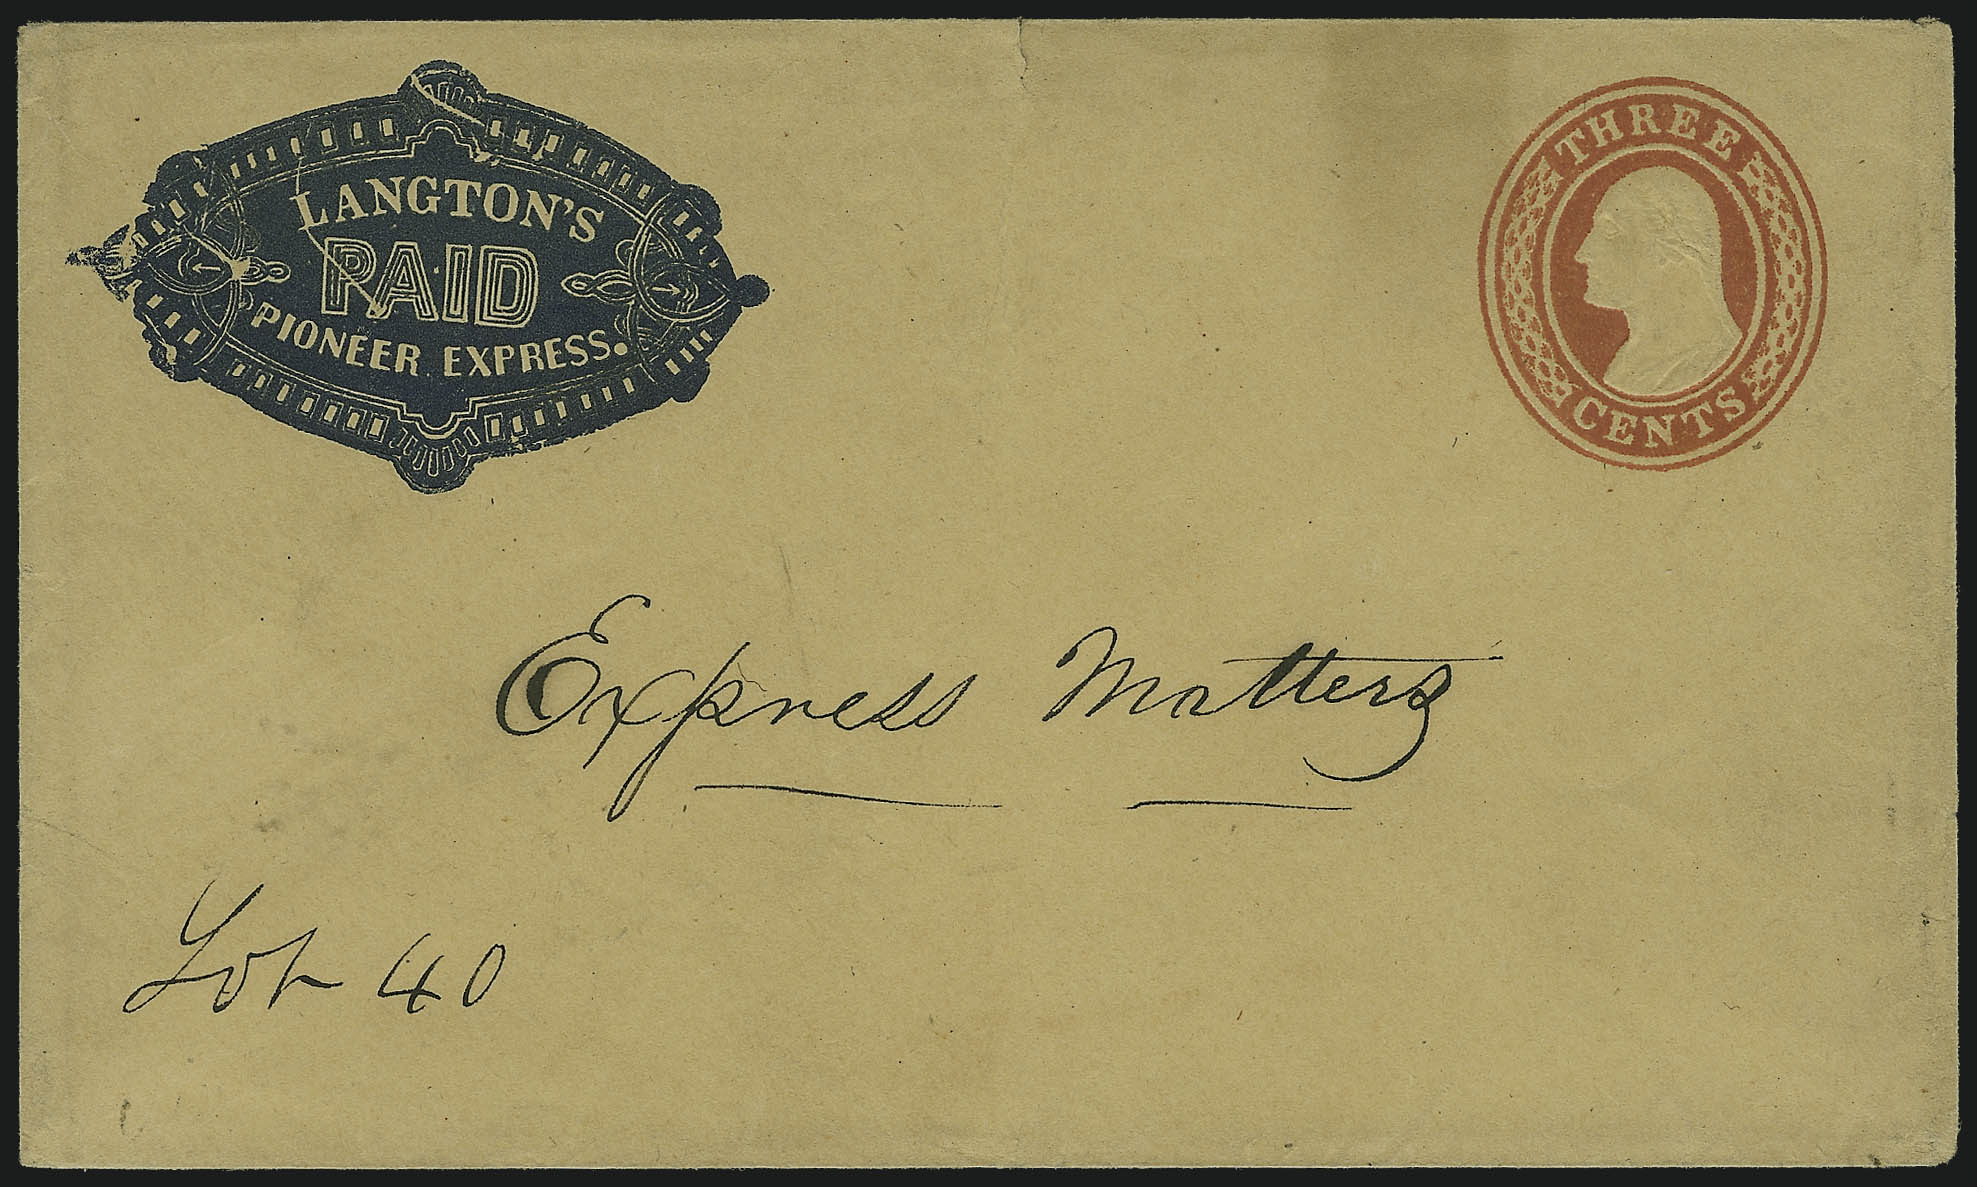 LANGTON'S
PAID
PIONEER EXPRESS.
THREE
CENTS
Express Matters
Lot 40